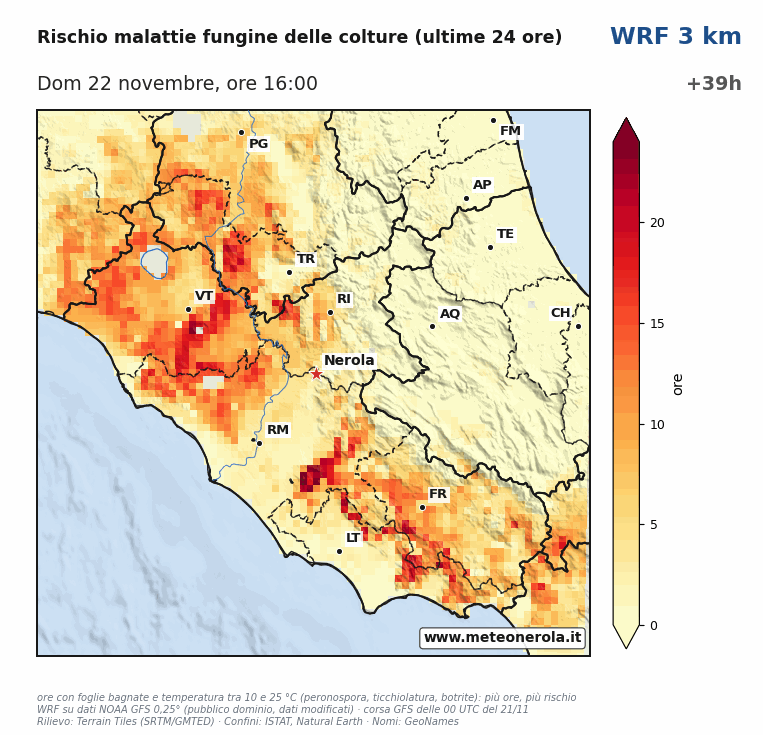 Rischio malattie fungine delle colture (ultime 24 ore)
WRF 3 km
Dom 22 novembre, ore 16:00
+39h
FM
PG
AP
TE
TR
VT
RI
AQ
CH
Nerola
RM
FR
LT
20
15
10
5
0
ore
www.meteonerola.it
ore con foglie bagnate e temperatura tra 10 e 25 °C (peronospora, ticchiolatura, botrite): più ore, più rischio
WRF su dati NOAA GFS 0,25° (pubblico dominio, dati modificati) · corsa GFS delle 00 UTC del 21/11
Rilievo: Terrain Tiles (SRTM/GMTED) · Confini: ISTAT, Natural Earth · Nomi: GeoNames